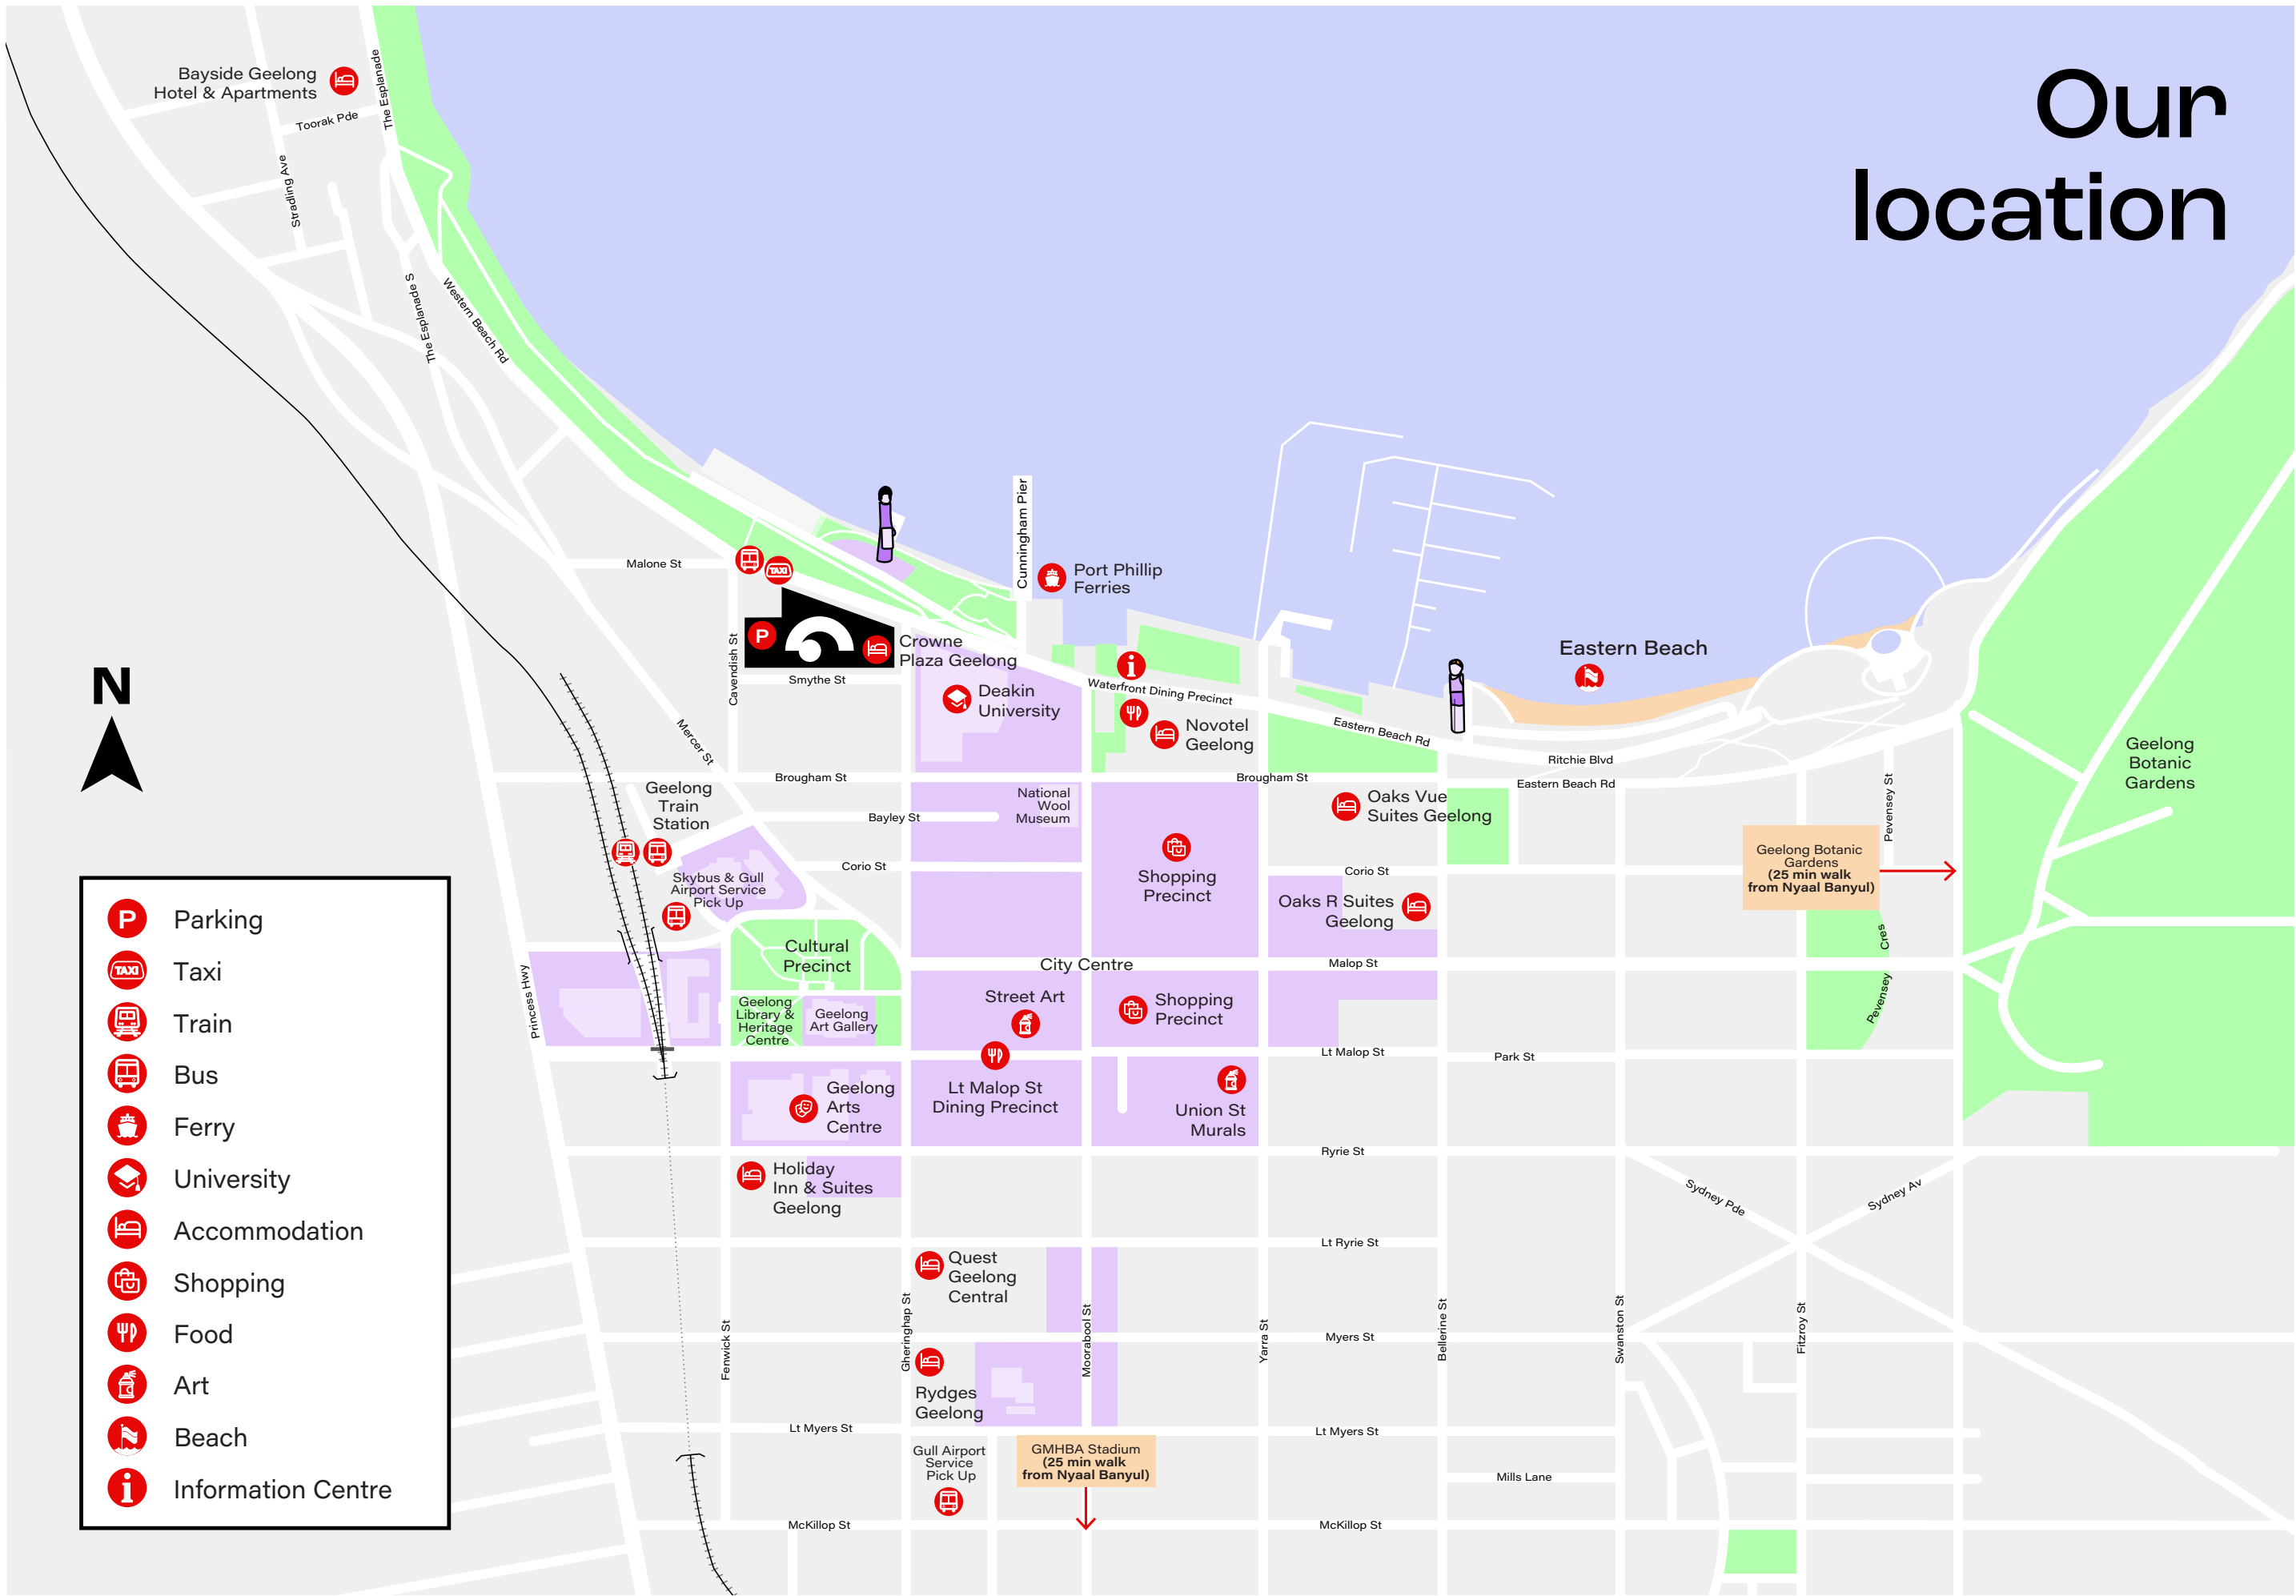 Our
location
Bayside Geelong
Hotel & Apartments
The Esplanade
Toorak Pde
Stradling Ave
The Esplanade S
Western Beach Rd
Cunningham Pier
Malone St
TAXI
Port Phillip
Ferries
P
Crowne
Plaza Geelong
Cavendish St
Smythe St
Eastern Beach
Deakin
University
Waterfront Dining Precinct
Novotel
Geelong
Eastern Beach Rd
Ritchie Blvd
Eastern Beach Rd
N
Mercer St
Brougham St
Brougham St
Geelong
Botanic
Gardens
Pevensey St
Geelong
Train
Station
National
Wool
Museum
Bayley St
Oaks Vue
Suites Geelong
Corio St
Shopping
Precinct
Corio St
Geelong Botanic
Gardens
(25 min walk
from Nyaal Banyul)
Skybus & Gull
Airport Service
Pick Up
Oaks R Suites
Geelong
Cultural
Precinct
City Centre
Malop St
Pevensey Cres
Princess Hwy
Street Art
Shopping
Precinct
Geelong
Library &
Heritage
Centre
Geelong
Art Gallery
Lt Malop St
Park St
Geelong
Arts
Centre
Lt Malop St
Dining Precinct
Union St
Murals
Ryrie St
Holiday
Inn & Suites
Geelong
Sydney Pde
Sydney Av
Lt Ryrie St
Quest
Geelong
Central
Fenwick St
Gheringhap St
Moorabool St
Yarra St
Bellerine St
Swanston St
Fitzroy St
Myers St
Rydges
Geelong
Lt Myers St
Lt Myers St
Gull Airport
Service
Pick Up
GMHBA Stadium
(25 min walk
from Nyaal Banyul)
Mills Lane
McKillop St
McKillop St
P Parking
TAXI Taxi
Train
Bus
Ferry
University
Accommodation
Shopping
Food
Art
Beach
i Information Centre